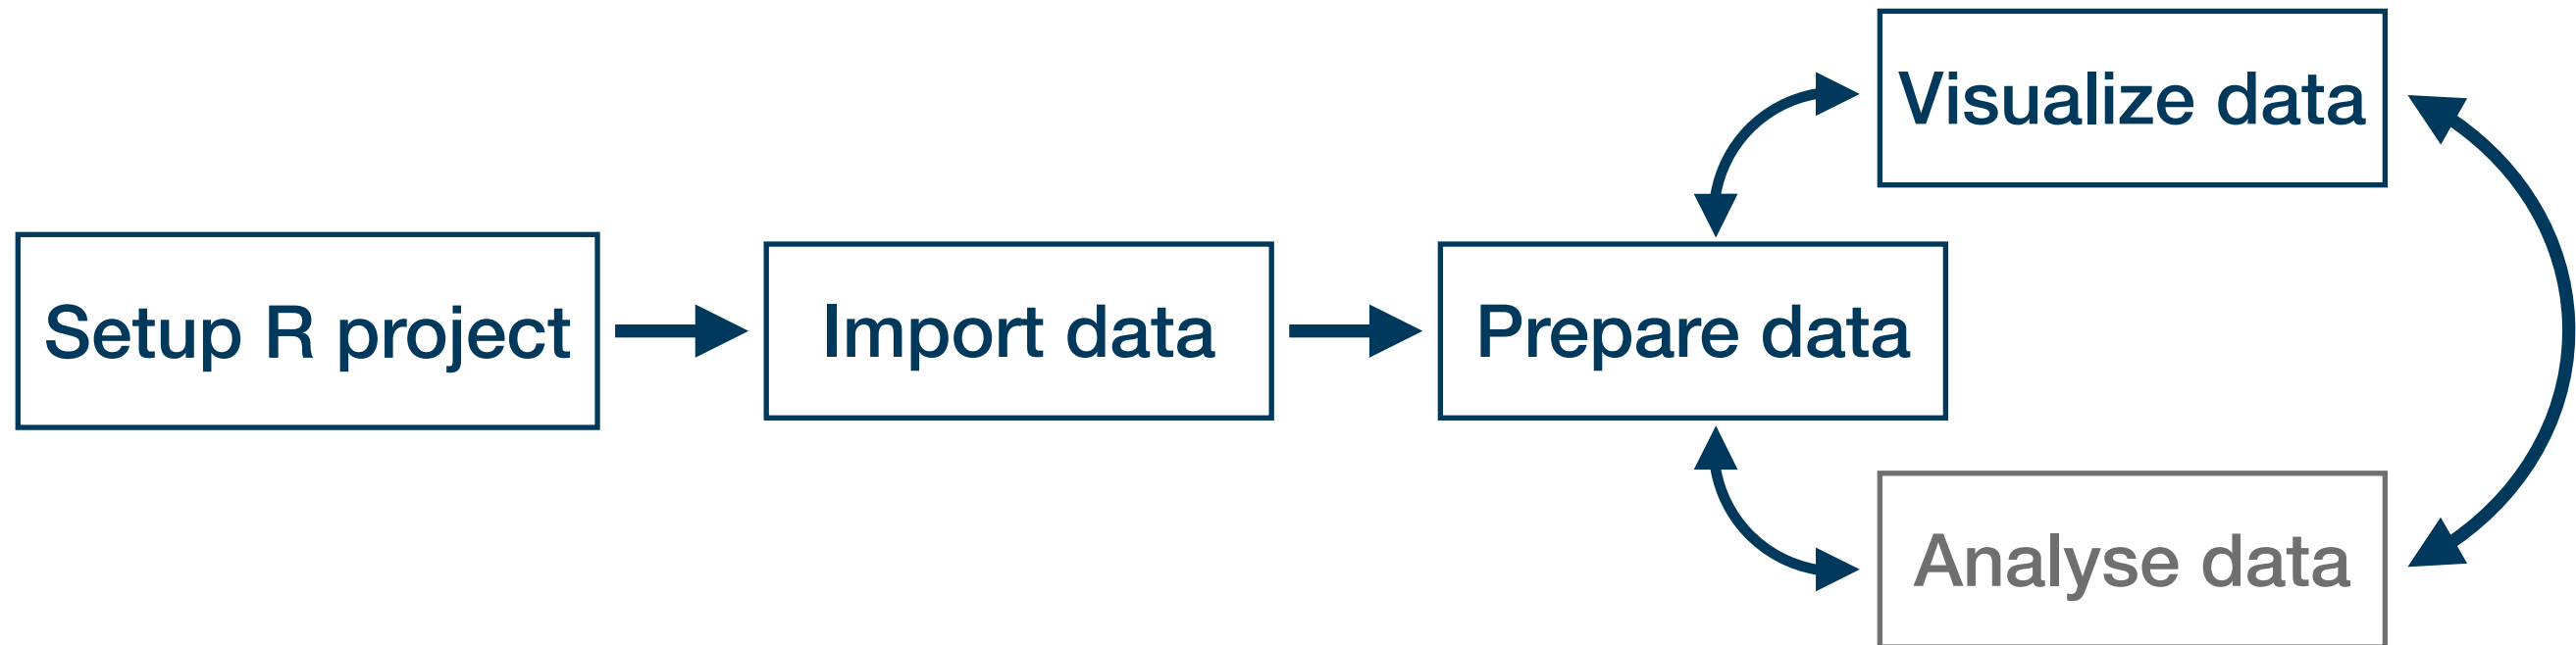 Setup R project
Import data
Prepare data
Visualize data
Analyse data